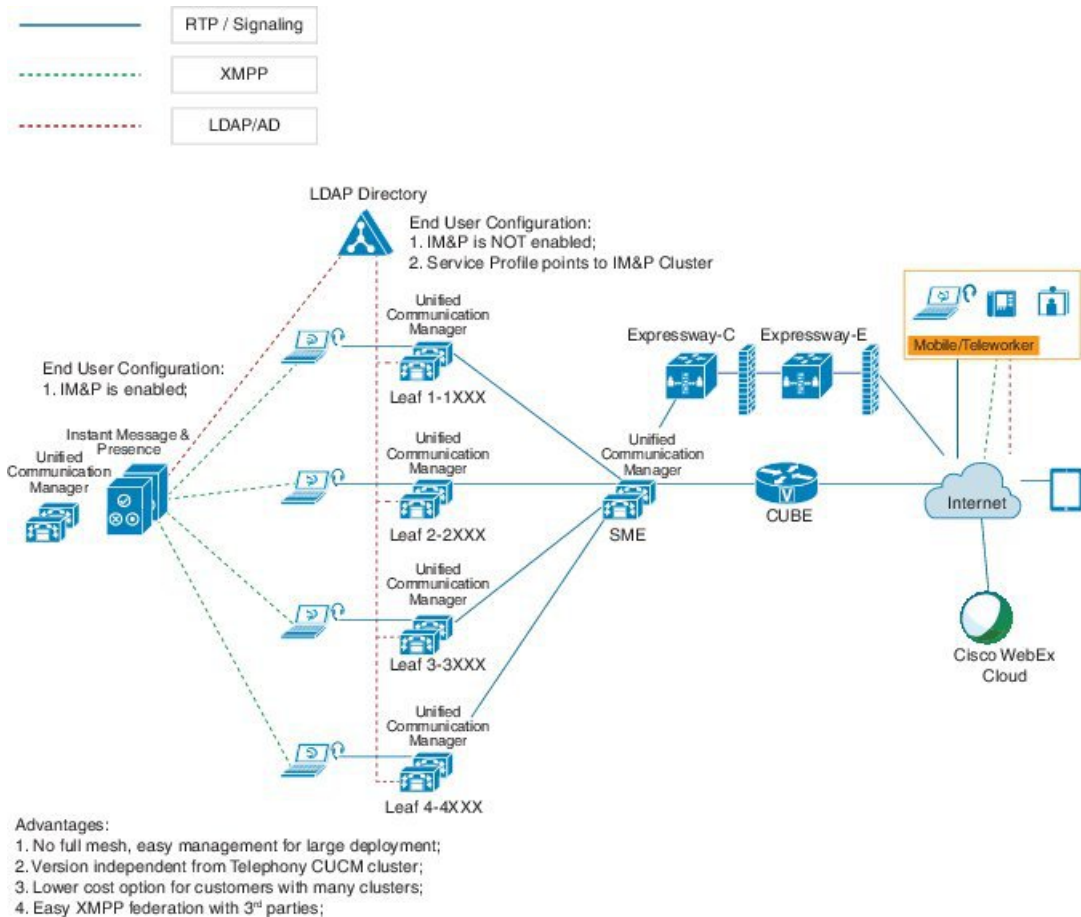 RTP / Signaling
XMPP
LDAP/AD
LDAP Directory
End User Configuration:
1. IM&P is NOT enabled;
2. Service Profile points to IM&P Cluster
Unified
Communication
Manager
Leaf 1-1XXX
Expressway-C
Expressway-E
Mobile/Teleworker
End User Configuration:
1. IM&P is enabled;
Instant Message &
Presence
Unified
Communication
Manager
Unified
Communication
Manager
Leaf 2-2XXX
Unified
Communication
Manager
SME
CUBE
V
Internet
Unified
Communication
Manager
Leaf 3-3XXX
Cisco WebEx
Cloud
Unified
Communication
Manager
Leaf 4-4XXX
Advantages:
1. No full mesh, easy management for large deployment;
2. Version independent from Telephony CUCM cluster;
3. Lower cost option for customers with many clusters;
4. Easy XMPP federation with 3rd parties;